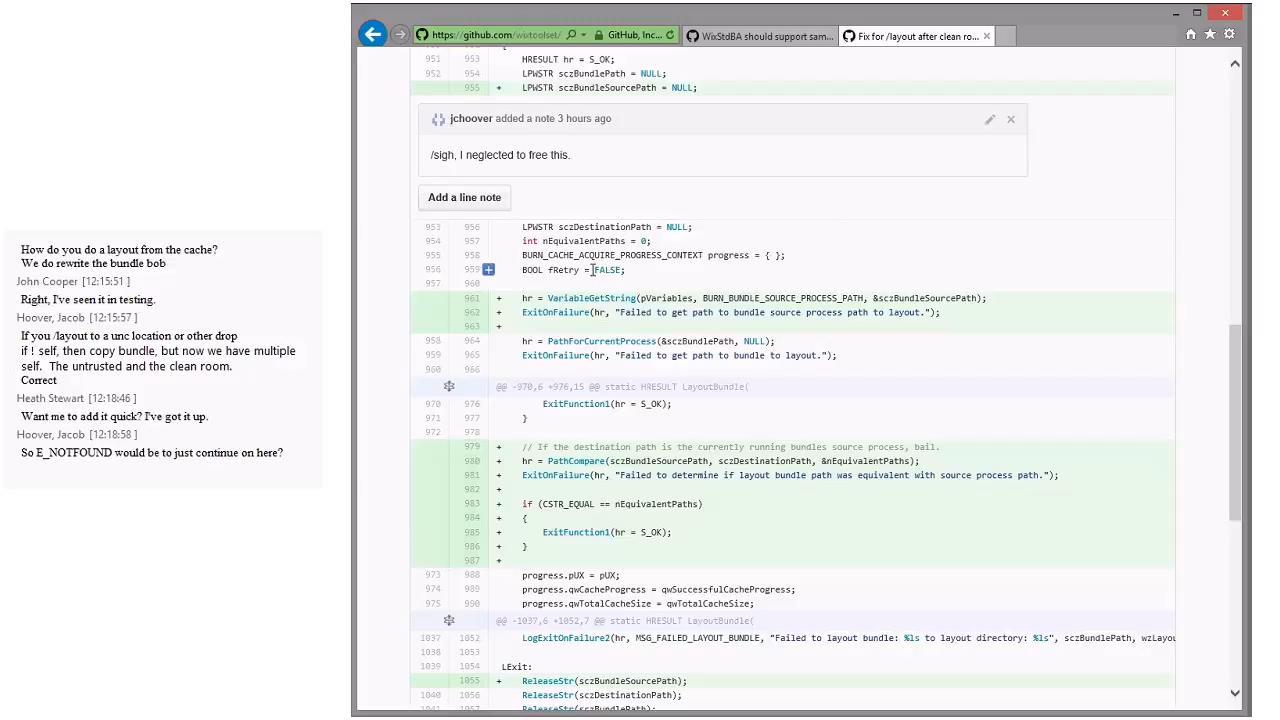 How do you do a layout from the cache?
We do rewrite the bundle bob
John Cooper [12:15:51 ]
Right, I've seen it in testing.
Hoover, Jacob [12:15:57 ]
If you /layout to a unc location or other drop
if ! self, then copy bundle, but now we have multiple
self.  The untrusted and the clean room.
Correct
Heath Stewart [12:18:46 ]
Want me to add it quick? I've got it up.
Hoover, Jacob [12:18:58 ]
So E_NOTFOUND would be to just continue on here?
https://github.com/wixtoolset/ GitHub, Inc... WixStdBA should support sam... Fix for /layout after clean ro...
951 953 HRESULT hr = S_OK;
952 954 LPWSTR sczBundlePath = NULL;
955 + LPWSTR sczBundleSourcePath = NULL;
jchoover added a note 3 hours ago
/sigh, I neglected to free this.
Add a line note
953 956 LPWSTR sczDestinationPath = NULL;
954 957 int nEquivalentPaths = 0;
955 958 BURN_CACHE_ACQUIRE_PROGRESS_CONTEXT progress = { };
956 959 BOOL fRetry = FALSE;
957 960
961 + hr = VariableGetString(pVariables, BURN_BUNDLE_SOURCE_PROCESS_PATH, &sczBundleSourcePath);
962 + ExitOnFailure(hr, "Failed to get path to bundle source process path to layout.");
963 +
958 964 hr = PathForCurrentProcess(&sczBundlePath, NULL);
959 965 ExitOnFailure(hr, "Failed to get path to bundle to layout.");
960 966
@@ -970,6 +976,15 @@ static HRESULT LayoutBundle(
970 976 ExitFunction1(hr = S_OK);
971 977 }
972 978
979 + // If the destination path is the currently running bundles source process, bail.
980 + hr = PathCompare(sczBundleSourcePath, sczDestinationPath, &nEquivalentPaths);
981 + ExitOnFailure(hr, "Failed to determine if layout bundle path was equivalent with source process path.");
982 +
983 + if (CSTR_EQUAL == nEquivalentPaths)
984 + {
985 + ExitFunction1(hr = S_OK);
986 + }
987 +
973 988 progress.pUX = pUX;
974 989 progress.qwCacheProgress = qwSuccessfulCacheProgress;
975 990 progress.qwTotalCacheSize = qwTotalCacheSize;
@@ -1037,6 +1052,7 @@ static HRESULT LayoutBundle(
1037 1052 LogExitOnFailure2(hr, MSG_FAILED_LAYOUT_BUNDLE, "Failed to layout bundle: %ls to layout directory: %ls", sczBundlePath, wzLayou
1038 1053
1039 1054 LExit:
1055 + ReleaseStr(sczBundleSourcePath);
1040 1056 ReleaseStr(sczDestinationPath);
1041 1057 ReleaseStr(sczBundlePath);